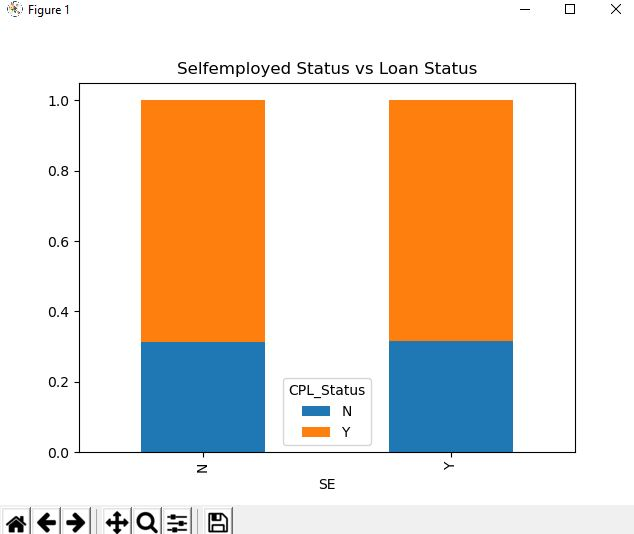 Figure 1
Selfemployed Status vs Loan Status
1.0
0.8
0.6
0.4
0.2
0.0
CPL_Status
N
Y
N
Y
SE